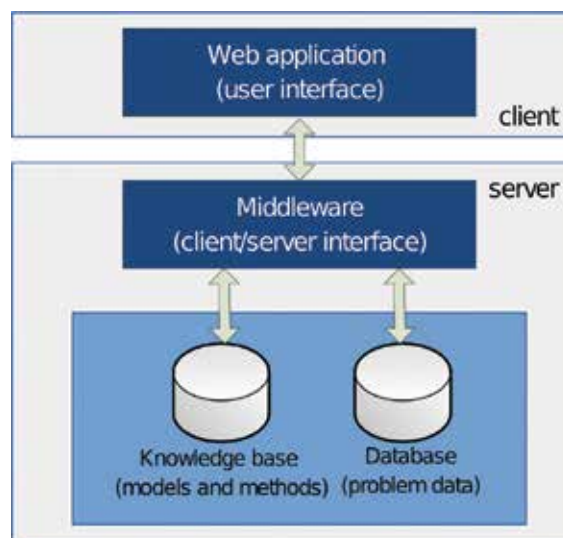 Web application
(user interface)
client
server
Middleware
(client/server interface)
Knowledge base
(models and methods)
Database
(problem data)